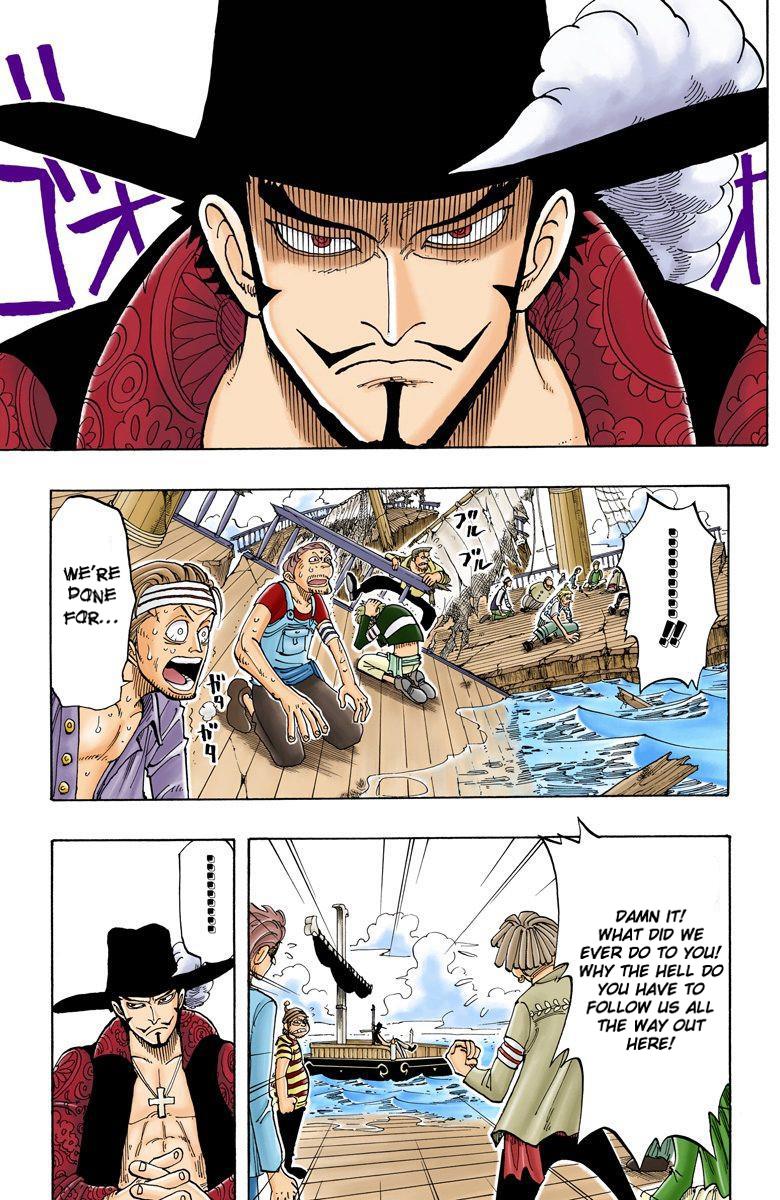 ゴオオ
ブル
ブル
!!
WE'RE
DONE
FOR...
ガタ
ガタ
DAMN IT!
WHAT DID WE
EVER DO TO YOU!
WHY THE HELL DO
YOU HAVE TO
FOLLOW US ALL
THE WAY OUT
HERE!